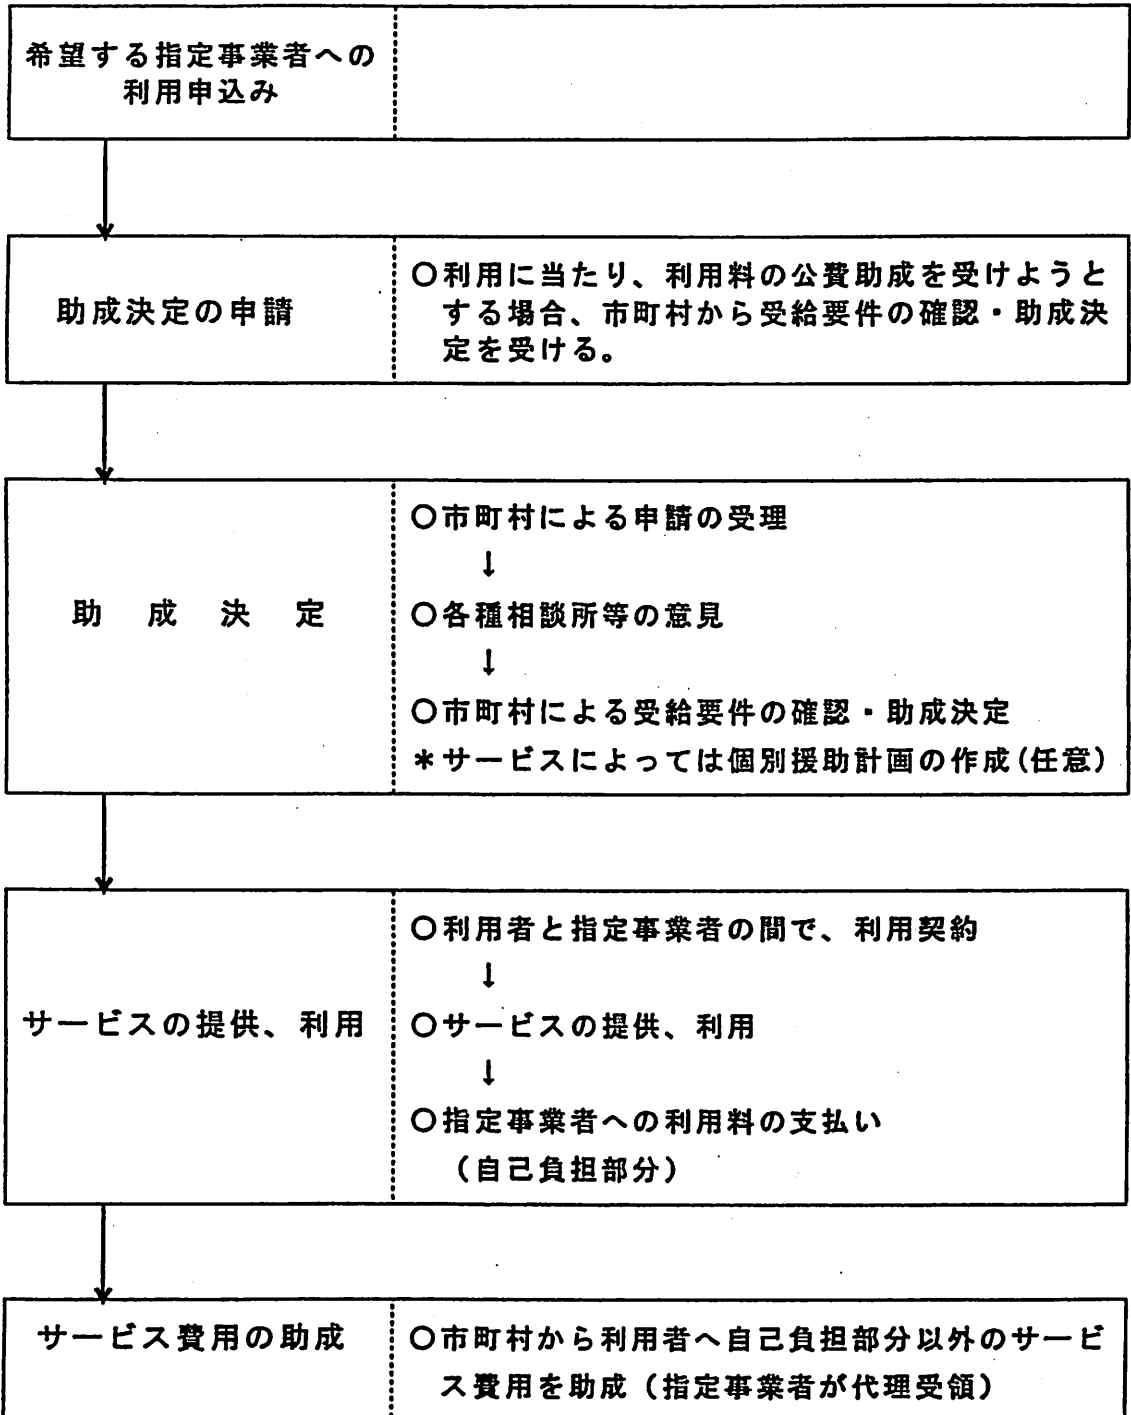 希望する指定事業者への
利用申込み
助成決定の申請
○利用に当たり、利用料の公費助成を受けようと
する場合、市町村から受給要件の確認・助成決
定を受ける。
助成決定
○市町村による申請の受理
↓
○各種相談所等の意見
↓
○市町村による受給要件の確認・助成決定
*サービスによっては個別援助計画の作成(任意)
サービスの提供、利用
○利用者と指定事業者の間で、利用契約
↓
○サービスの提供、利用
↓
○指定事業者への利用料の支払い
(自己負担部分)
サービス費用の助成
○市町村から利用者へ自己負担部分以外のサービ
ス費用を助成(指定事業者が代理受領)